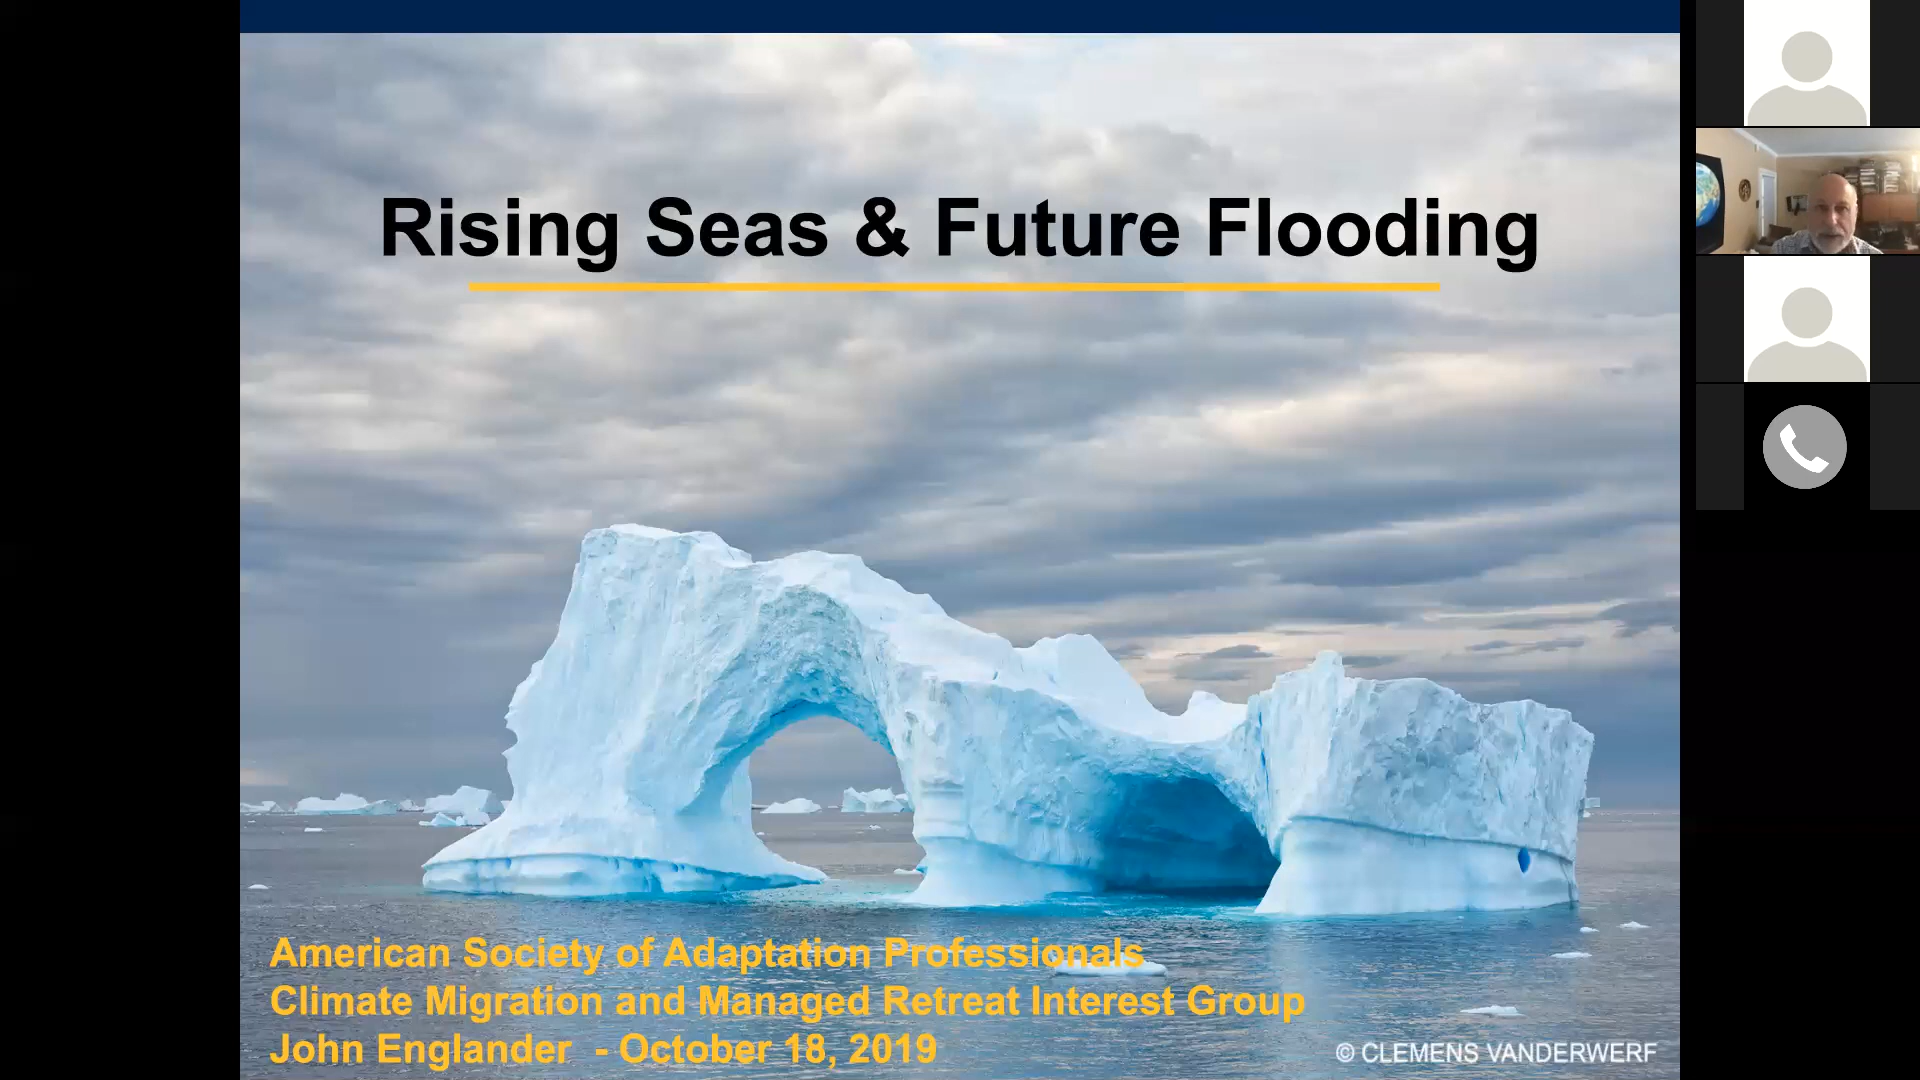 Rising Seas & Future Flooding
American Society of Adaptation Professionals
Climate Migration and Managed Retreat Interest Group
John Englander - October 18, 2019
© CLEMENS VANDERWERF